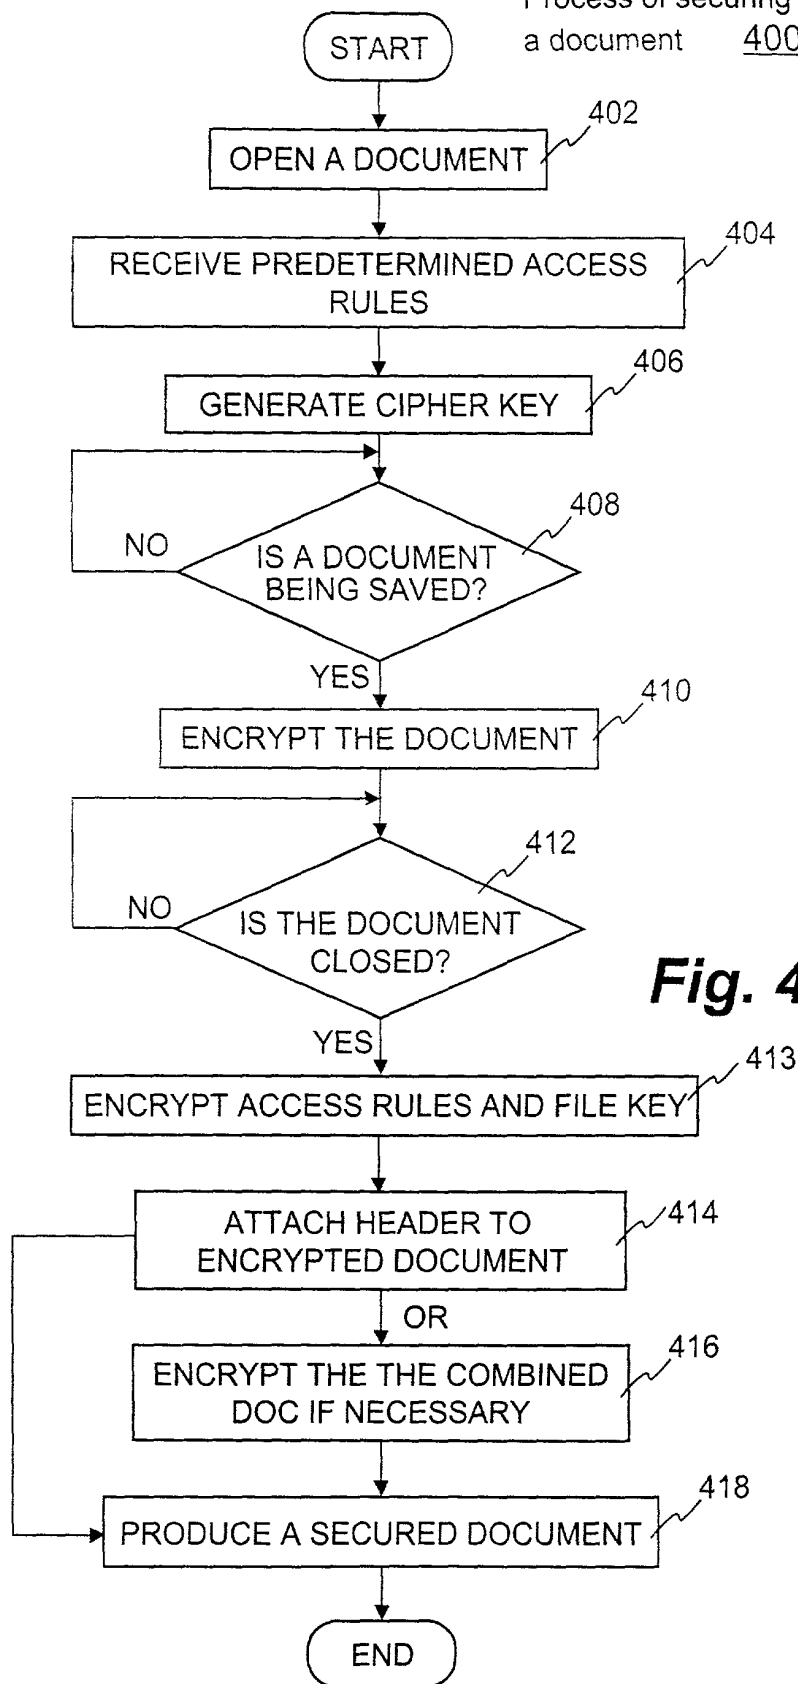 Process of securing
a document 400
START
402
OPEN A DOCUMENT
404
RECEIVE PREDETERMINED ACCESS
RULES
406
GENERATE CIPHER KEY
408
NO
IS A DOCUMENT
BEING SAVED?
YES
410
ENCRYPT THE DOCUMENT
412
NO
IS THE DOCUMENT
CLOSED?
Fig. 4
YES
413
ENCRYPT ACCESS RULES AND FILE KEY
414
ATTACH HEADER TO
ENCRYPTED DOCUMENT
OR
416
ENCRYPT THE THE COMBINED
DOC IF NECESSARY
418
PRODUCE A SECURED DOCUMENT
END